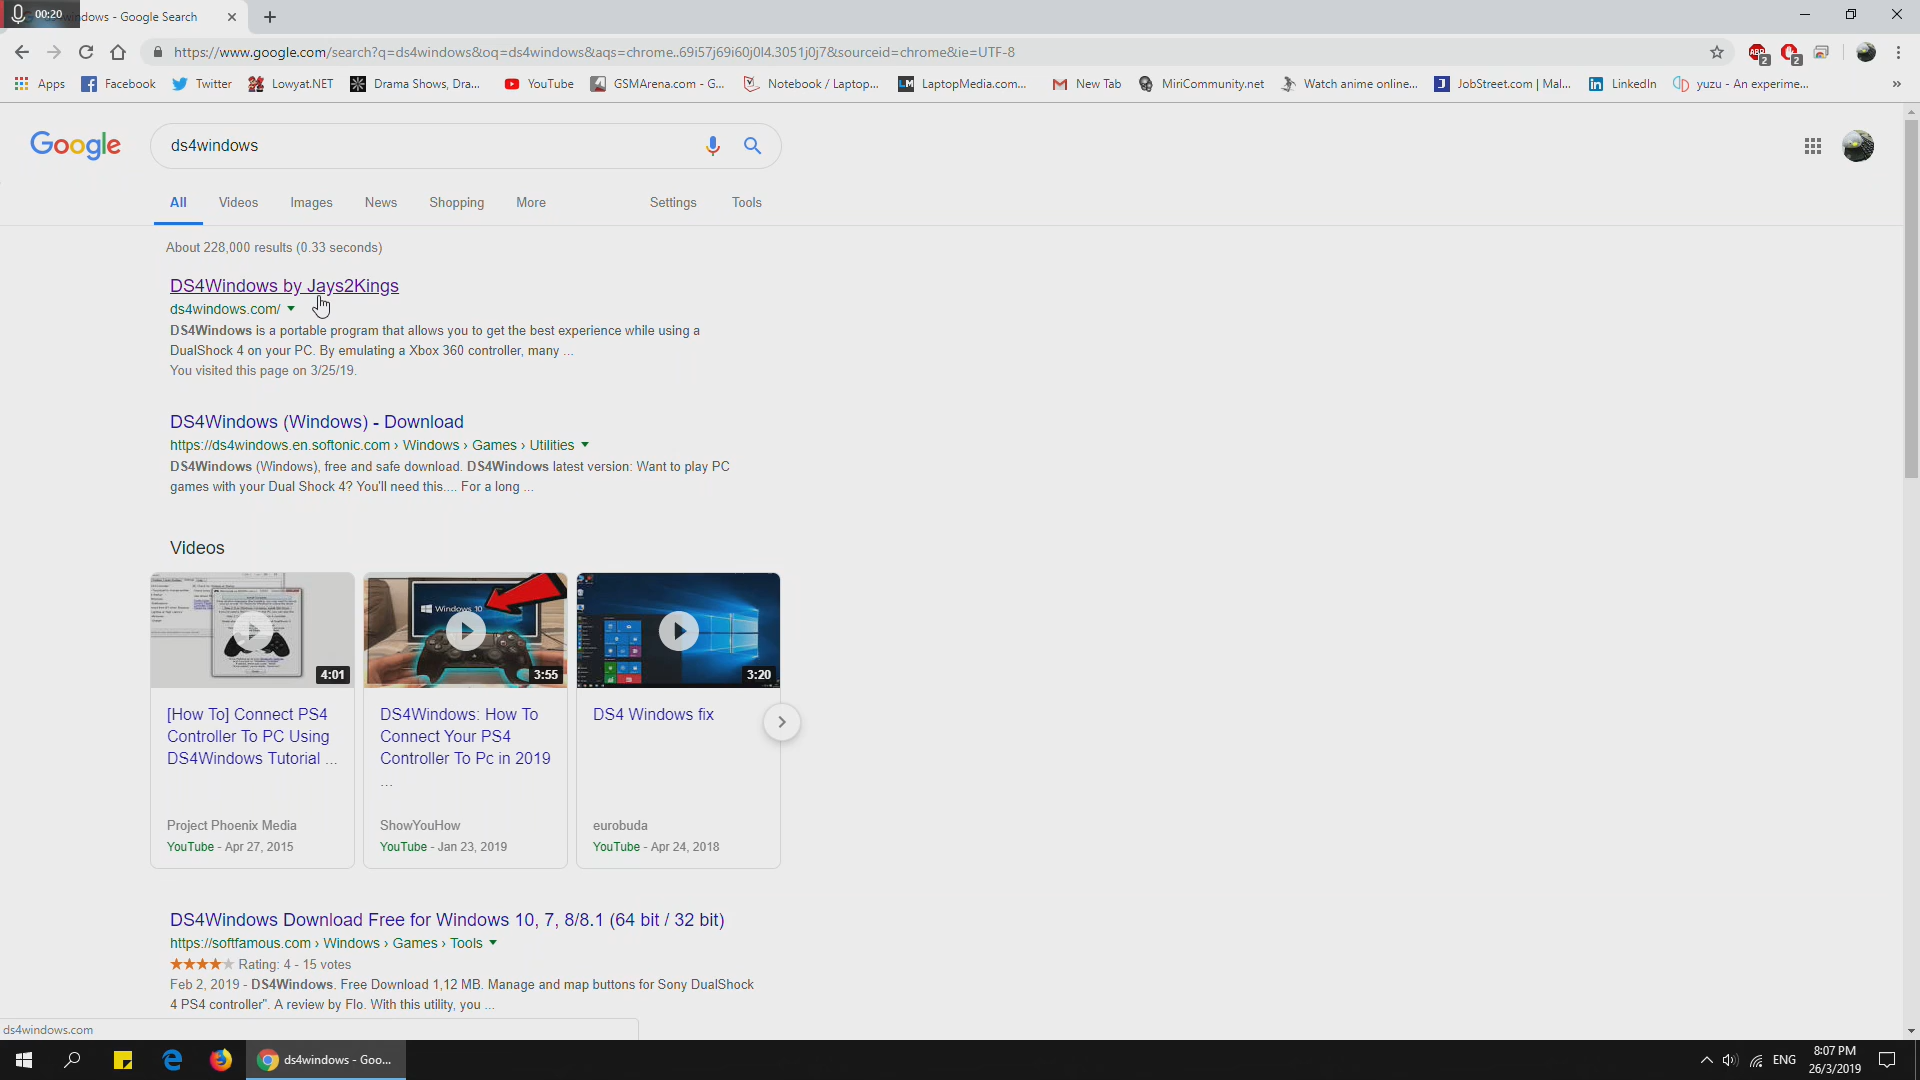 00:20
dows - Google Search
https://www.google.com/search?q=ds4windows&oq=ds4windows&aqs=chrome..69i57j69i60j0l4.3051j0j7&sourceid=chrome&ie=UTF-8
ABP 2 2
Apps Facebook Twitter Lowyat.NET Drama Shows, Dra... YouTube GSMArena.com - G... Notebook / Laptop... LaptopMedia.com... New Tab MiriCommunity.net Watch anime online... JobStreet.com | Mal... LinkedIn yuzu - An experime... »
Google
ds4windows
All Videos Images News Shopping More Settings Tools
About 228,000 results (0.33 seconds)
DS4Windows by Jays2Kings
ds4windows.com/
DS4Windows is a portable program that allows you to get the best experience while using a
DualShock 4 on your PC. By emulating a Xbox 360 controller, many ...
You visited this page on 3/25/19.
DS4Windows (Windows) - Download
https://ds4windows.en.softonic.com › Windows › Games › Utilities
DS4Windows (Windows), free and safe download. DS4Windows latest version: Want to play PC
games with your Dual Shock 4? You'll need this.... For a long ...
Videos
Windows 10
4:01
3:55
3:20
[How To] Connect PS4
Controller To PC Using
DS4Windows Tutorial ...
Project Phoenix Media
YouTube - Apr 27, 2015
DS4Windows: How To
Connect Your PS4
Controller To Pc in 2019
...
ShowYouHow
YouTube - Jan 23, 2019
DS4 Windows fix
eurobuda
YouTube - Apr 24, 2018
DS4Windows Download Free for Windows 10, 7, 8/8.1 (64 bit / 32 bit)
https://softfamous.com › Windows › Games › Tools
Rating: 4 - 15 votes
Feb 2, 2019 - DS4Windows. Free Download 1,12 MB. Manage and map buttons for Sony DualShock
4 PS4 controller". A review by Flo. With this utility, you ...
ds4windows.com
ds4windows - Goo...
ENG
8:07 PM
26/3/2019